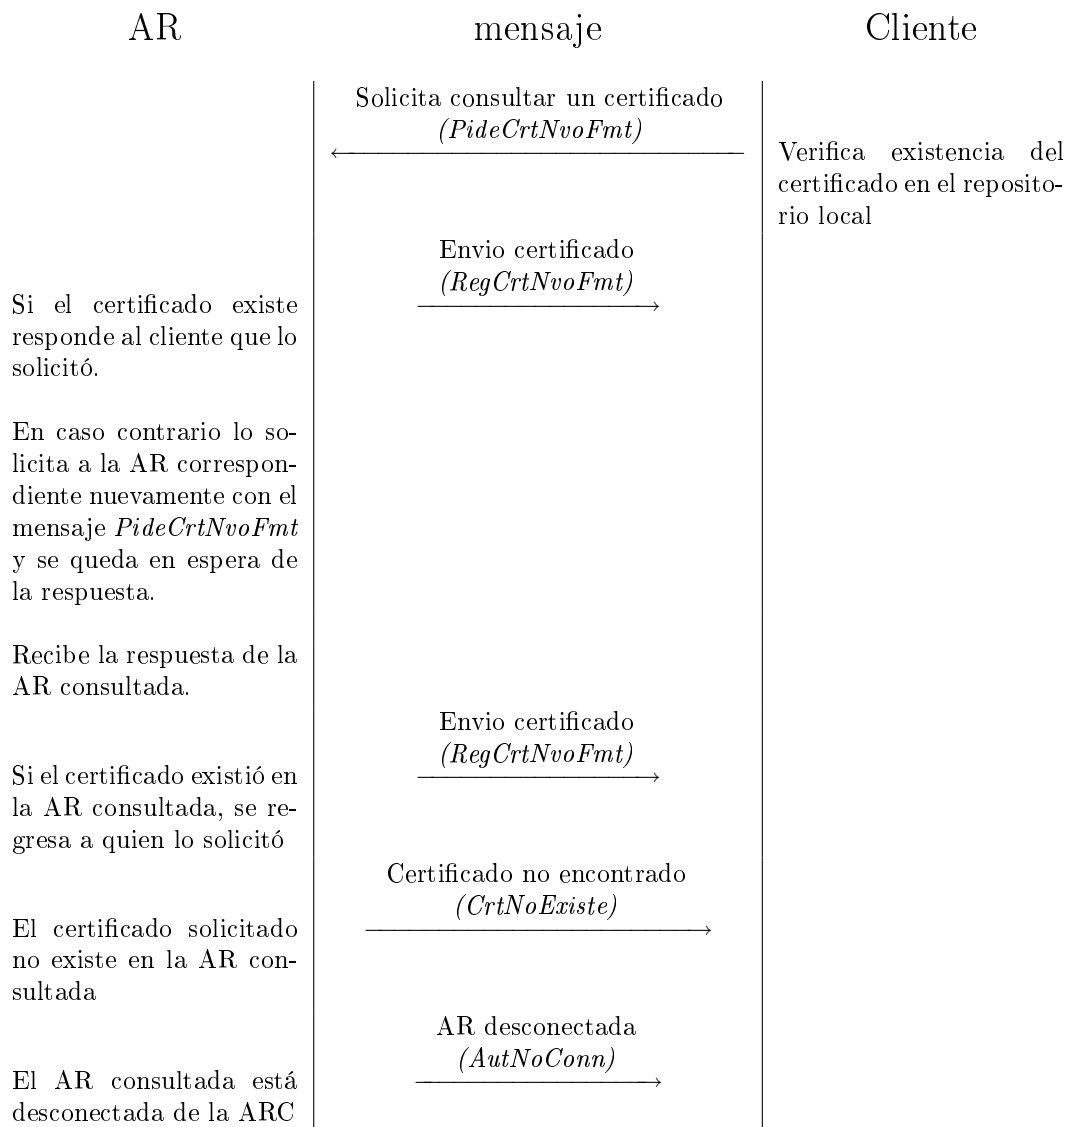 AR
mensaje
Cliente
Solicita consultar un certificado
(PideCrtNvoFmt)
Verifica existencia del
certificado en el reposito-
rio local
Envio certificado
(RegCrtNvoFmt)
Si el certificado existe
responde al cliente que lo
solicitó.
En caso contrario lo so-
licita a la AR correspon-
diente nuevamente con el
mensaje PideCrtNvoFmt
y se queda en espera de
la respuesta.
Recibe la respuesta de la
AR consultada.
Envio certificado
(RegCrtNvoFmt)
Si el certificado existió en
la AR consultada, se re-
gresa a quien lo solicitó
Certificado no encontrado
(CrtNoExiste)
El certificado solicitado
no existe en la AR con-
sultada
AR desconectada
(AutNoConn)
El AR consultada está
desconectada de la ARC